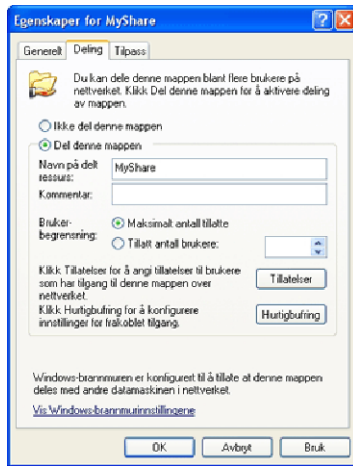 Egenskaper for MyShare
Generelt Deling Tilpass
Du kan dele denne mappen blant flere brukere på
nettverket. Klikk Del denne mappen for å aktivere deling
av mappen.
Ikke del denne mappen
Del denne mappen
Navn på delt
ressurs:
MyShare
Kommentar:
Bruker-
begrensning:
Maksimalt antall tillatte
Tillatt antall brukere:
Klikk Tillatelser for å angi tillatelser til brukere
som har tilgang til denne mappen over
nettverket.
Tillatelser
Klikk Hurtigbufring for å konfigurere
innstillinger for frakoblet tilgang.
Hurtigbufring
Windows-brannmuren er konfigurert til å tillate at denne mappen
deles med andre datamaskinen i nettverket.
Vis Windows-brannmurinnstillingene
OK Avbryt Bruk